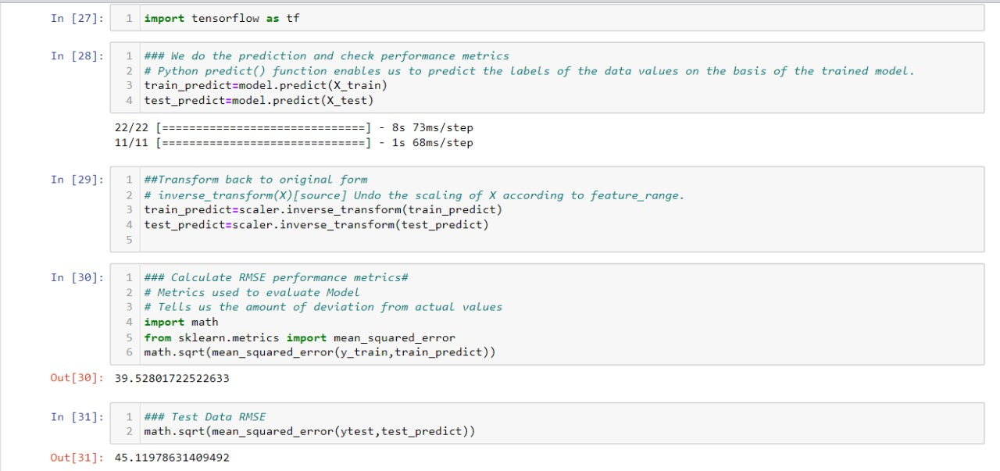 In [27]:
1 import tensorflow as tf
In [28]:
1 ### We do the prediction and check performance metrics
2 # Python predict() function enables us to predict the labels of the data values on the basis of the trained model.
3 train_predict=model.predict(X_train)
4 test_predict=model.predict(X_test)
22/22 [==============================] - 8s 73ms/step
11/11 [==============================] - 1s 68ms/step
In [29]:
1 ##Transform back to original form
2 # inverse_transform(X)[source] Undo the scaling of X according to feature_range.
3 train_predict=scaler.inverse_transform(train_predict)
4 test_predict=scaler.inverse_transform(test_predict)
5
In [30]:
1 ### Calculate RMSE performance metrics#
2 # Metrics used to evaluate Model
3 # Tells us the amount of deviation from actual values
4 import math
5 from sklearn.metrics import mean_squared_error
6 math.sqrt(mean_squared_error(y_train,train_predict))
Out[30]: 39.52801722522633
In [31]:
1 ### Test Data RMSE
2 math.sqrt(mean_squared_error(ytest,test_predict))
Out[31]: 45.11978631409492